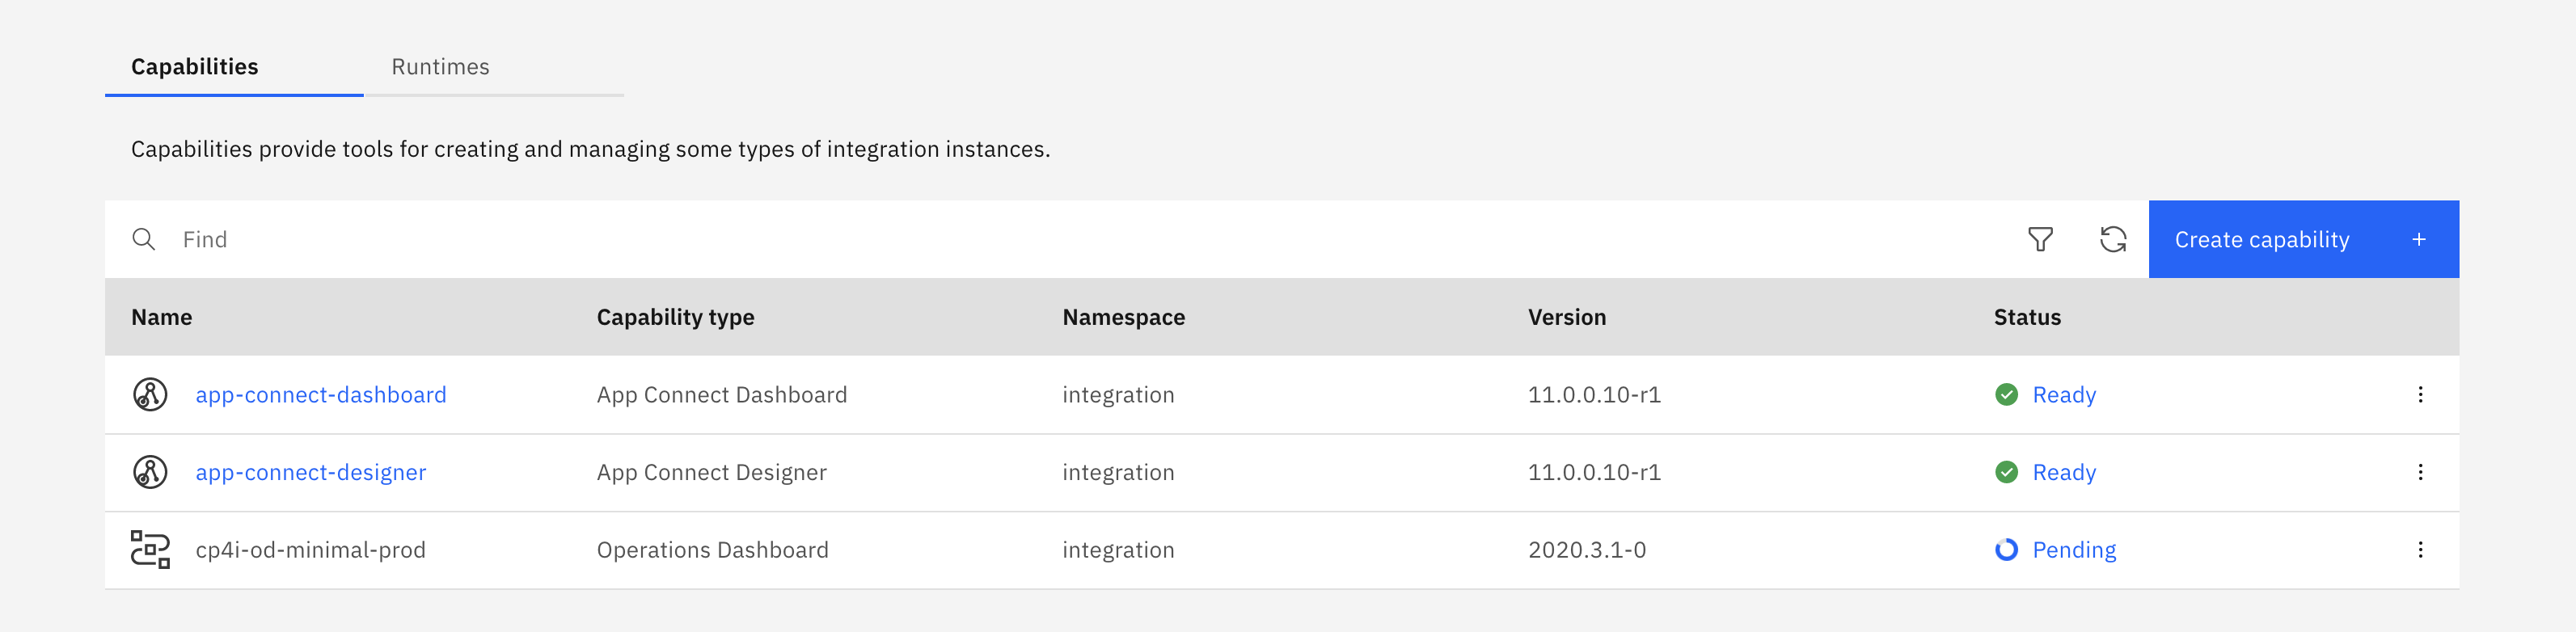 Capabilities Runtimes
Capabilities provide tools for creating and managing some types of integration instances.
Find Create capability +
Name Capability type Namespace Version Status
app-connect-dashboard App Connect Dashboard integration 11.0.0.10-r1 Ready
app-connect-designer App Connect Designer integration 11.0.0.10-r1 Ready
cp4i-od-minimal-prod Operations Dashboard integration 2020.3.1-0 Pending